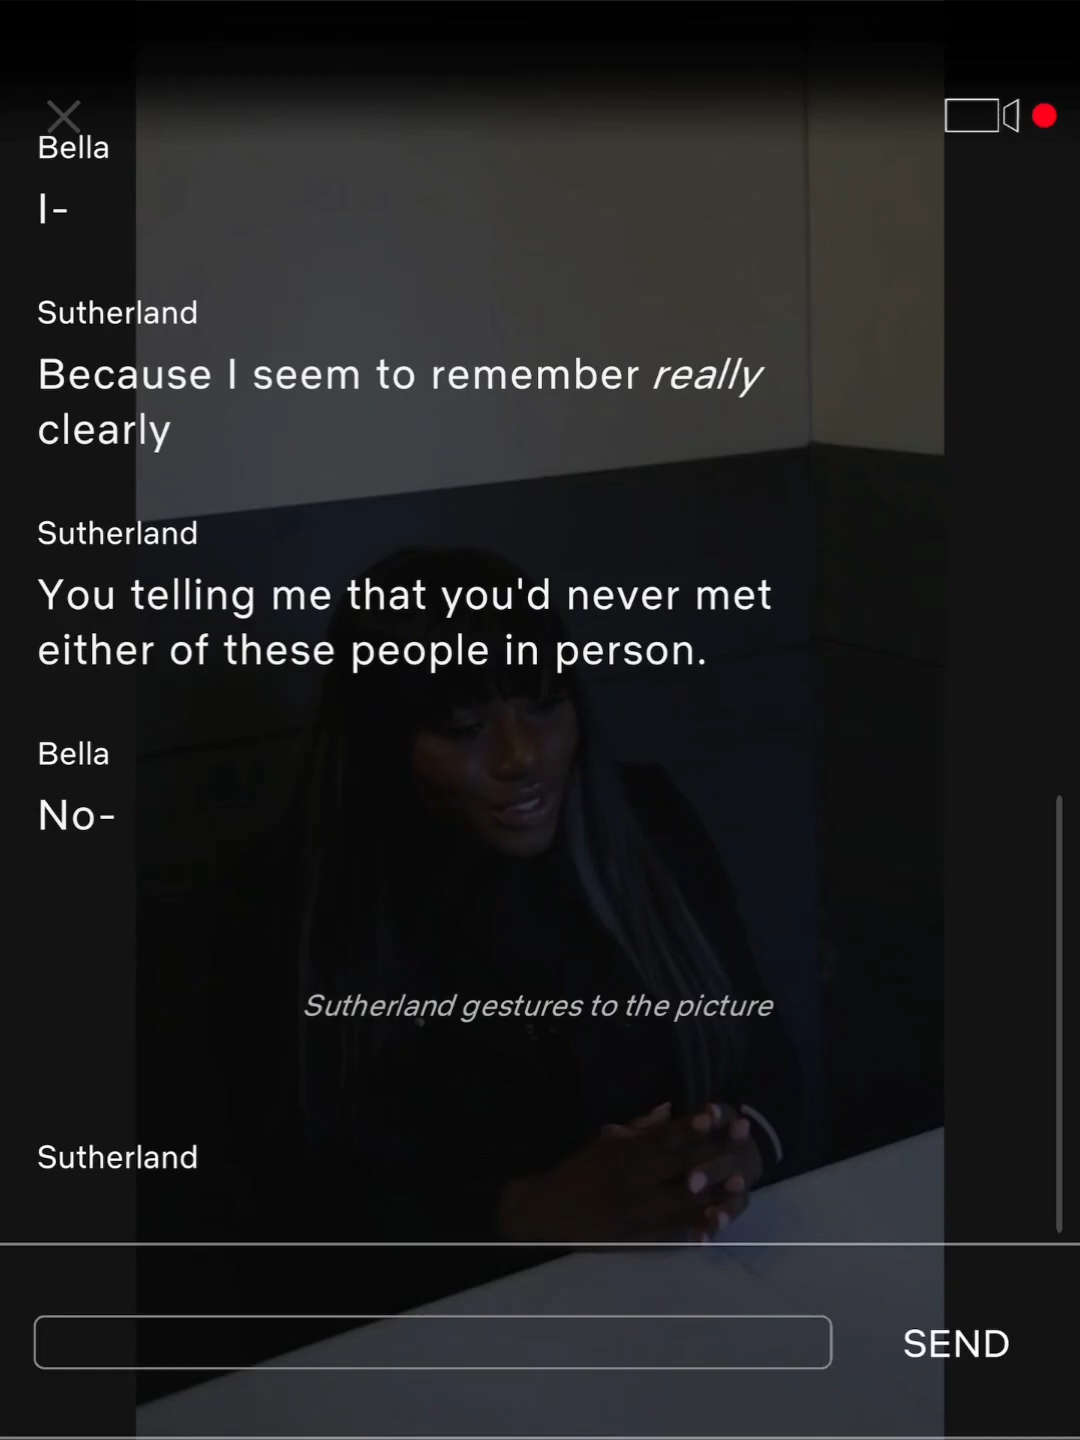 Bella
I-
Sutherland
Because I seem to remember really
clearly
Sutherland
You telling me that you'd never met
either of these people in person.
Bella
No-
Sutherland gestures to the picture
Sutherland
SEND